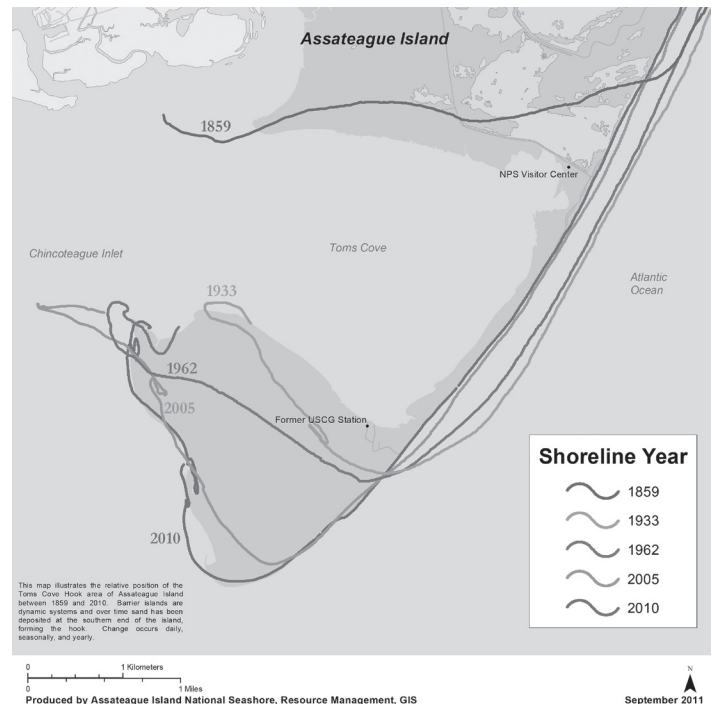 Assateague Island
1859
NPS Visitor Center
Chincoteague Inlet
Toms Cove
Atlantic
Ocean
1933
1962
2005
Former USCG Station
2010
Shoreline Year
1859
1933
1962
2005
2010
This map illustrates the relative position of the
Toms Cove Hook area of Assateague Island
between 1859 and 2010. Barrier islands are
dynamic systems and over time sand has been
deposited at the southern end of the island,
forming the hook. Change occurs daily,
seasonally, and yearly.
0 1 Kilometers
0 1 Miles
N
Produced by Assateague Island National Seashore, Resource Management, GIS
September 2011